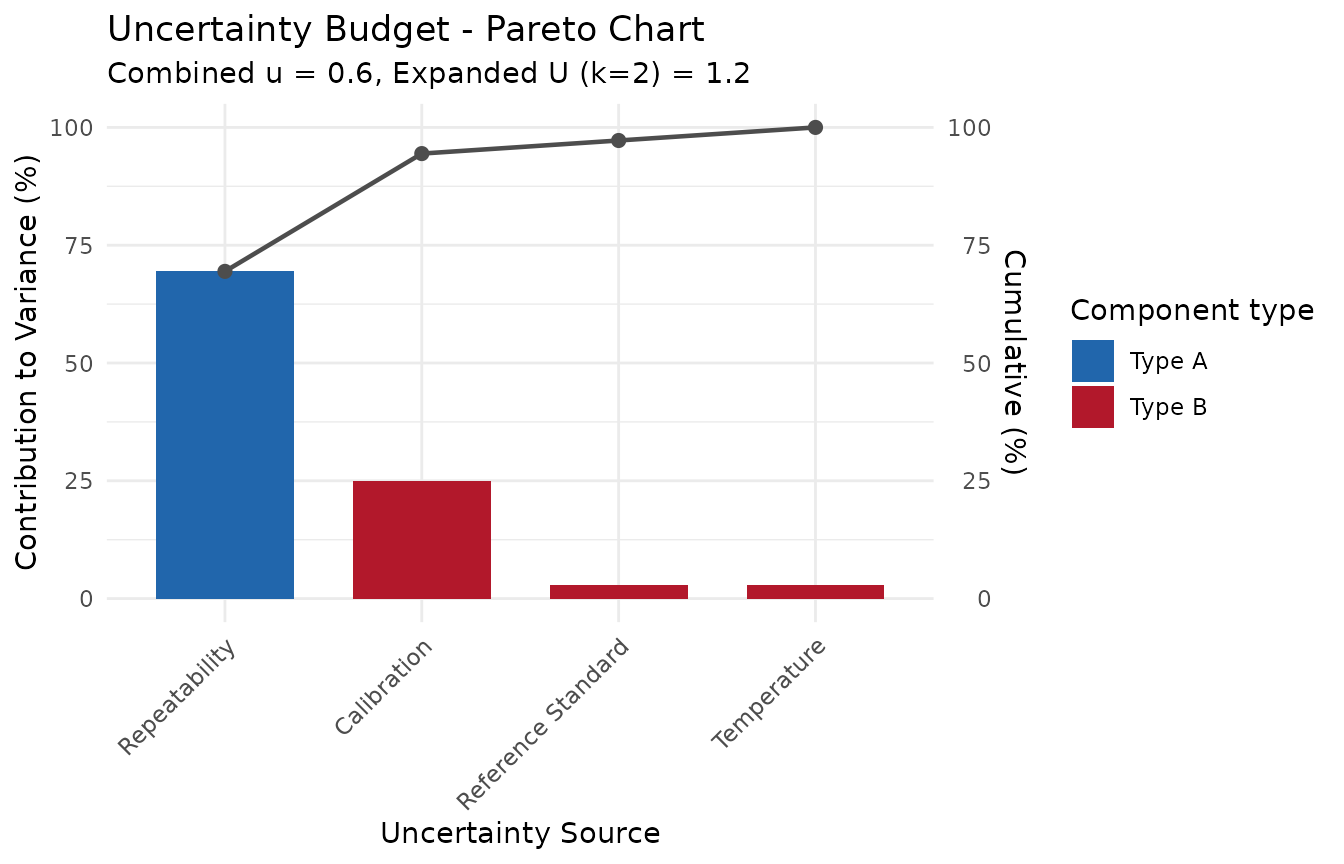 Uncertainty Budget - Pareto Chart
Combined u = 0.6, Expanded U (k=2) = 1.2
Contribution to Variance (%)
100
75
50
25
0
100
75
50
25
0
Cumulative (%)
Repeatability
Calibration
Reference Standard
Temperature
Uncertainty Source
Component type
Type A
Type B